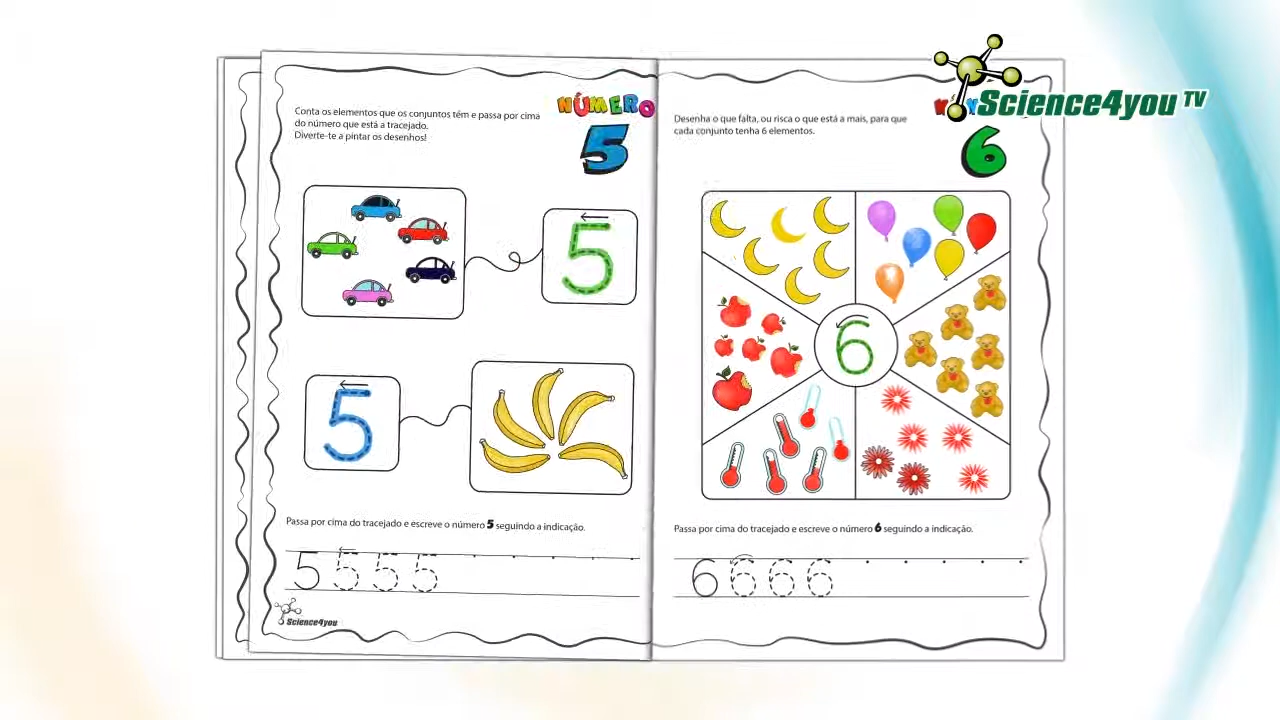 Conta os elementos que os conjuntos têm e passa por cima
do número que está a tracejado.
Diverte-te a pintar os desenhos!
NÚMERO
5
5
5
Passa por cima do tracejado e escreve o número 5 seguindo a indicação.
5 5 5 5
Science4you
Science4you TV
Desenha o que falta, ou risca o que está a mais, para que
cada conjunto tenha 6 elementos.
6
6
Passa por cima do tracejado e escreve o número 6 seguindo a indicação.
6 6 6 6